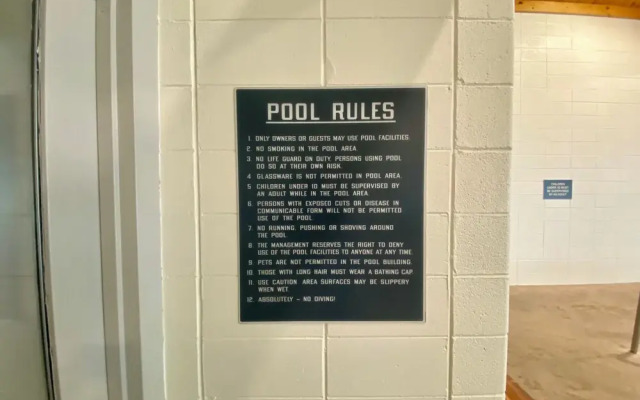 POOL RULES
1. ONLY OWNERS OR GUESTS MAY USE POOL FACILITIES.
2. NO SMOKING IN THE POOL AREA.
3. NO LIFE GUARD ON DUTY. PERSONS USING POOL
DO SO AT THEIR OWN RISK.
4. GLASSWARE IS NOT PERMITTED IN POOL AREA.
5. CHILDREN UNDER 10 MUST BE SUPERVISED BY
AN ADULT WHILE IN THE POOL AREA.
6. PERSONS WITH EXPOSED CUTS OR DISEASE IN
COMMUNICABLE FORM WILL NOT BE PERMITTED
USE OF THE POOL.
7. NO RUNNING, PUSHING OR SHOVING AROUND
THE POOL.
8. THE MANAGEMENT RESERVES THE RIGHT TO DENY
USE OF THE POOL FACILITIES TO ANYONE AT ANY TIME.
9. PETS ARE NOT PERMITTED IN THE POOL BUILDING.
10. THOSE WITH LONG HAIR MUST WEAR A BATHING CAP.
11. USE CAUTION. AREA SURFACES MAY BE SLIPPERY
WHEN WET.
12. ABSOLUTELY - NO DIVING!